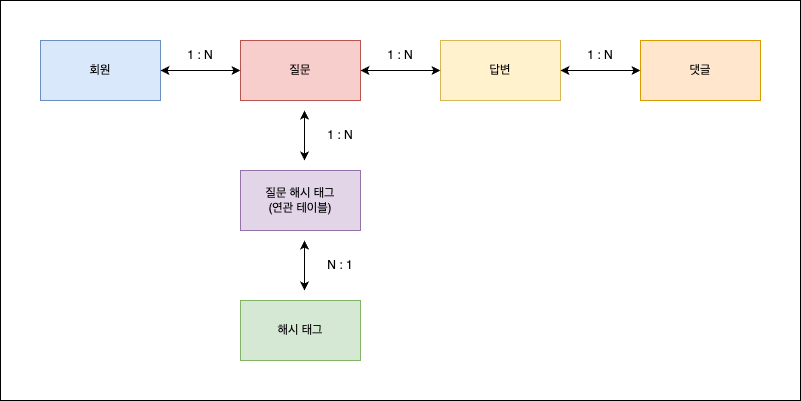 회원
1 : N
질문
1 : N
답변
1 : N
댓글
1 : N
질문 해시 태그
(연관 테이블)
N : 1
해시 태그